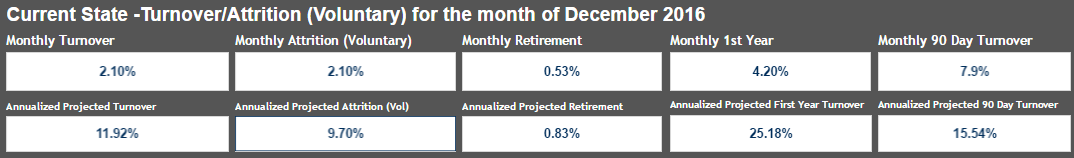 Current State -Turnover/Attrition (Voluntary) for the month of December 2016
Monthly Turnover Monthly Attrition (Voluntary) Monthly Retirement Monthly 1st Year Monthly 90 Day Turnover
2.10% 2.10% 0.53% 4.20% 7.9%
Annualized Projected Turnover Annualized Projected Attrition (Vol) Annualized Projected Retirement Annualized Projected First Year Turnover Annualized Projected 90 Day Turnover
11.92% 9.70% 0.83% 25.18% 15.54%